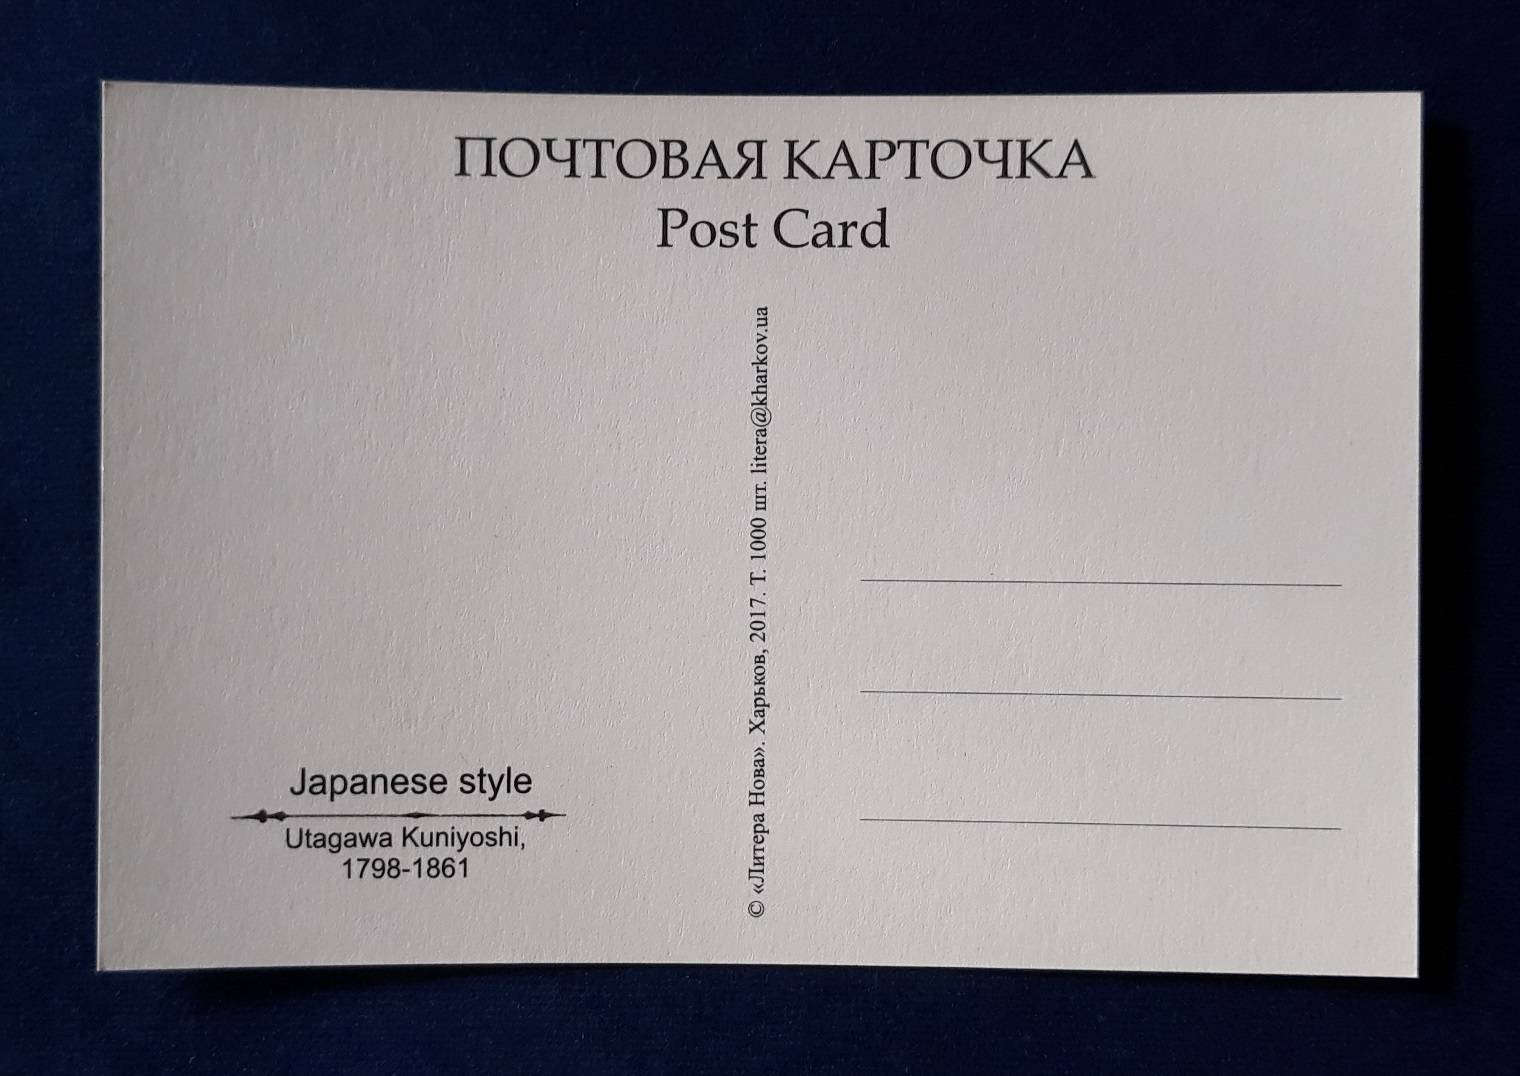 ПОЧТОВАЯ КАРТОЧКА
Post Card
© «Литера Нова». Харьков, 2017. Т. 1000 шт. litera@kharkov.ua
Japanese style
Utagawa Kuniyoshi,
1798-1861